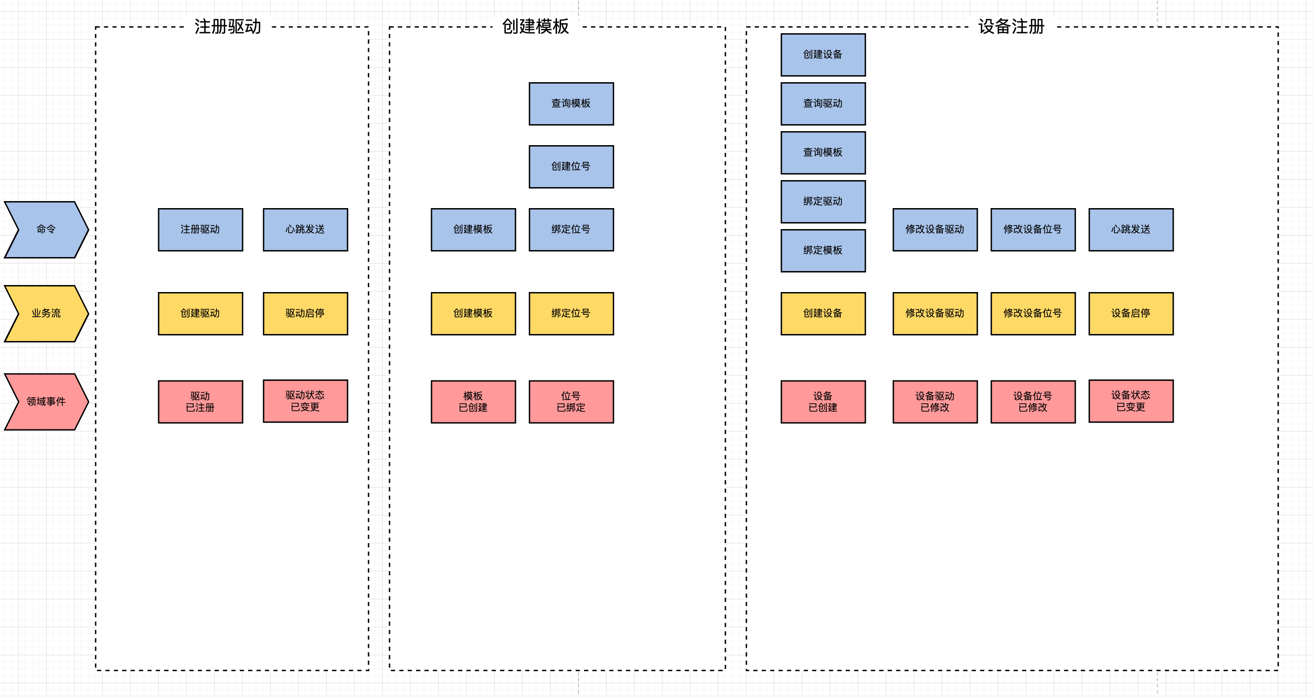 注册驱动
创建模板
设备注册
创建设备
查询模板
查询驱动
创建位号
查询模板
绑定驱动
绑定模板
命令
注册驱动
心跳发送
创建模板
绑定位号
修改设备驱动
修改设备位号
心跳发送
业务流
创建驱动
驱动启停
创建模板
绑定位号
创建设备
修改设备驱动
修改设备位号
设备启停
领域事件
驱动
已注册
驱动状态
已变更
模板
已创建
位号
已绑定
设备
已创建
设备驱动
已修改
设备位号
已修改
设备状态
已变更